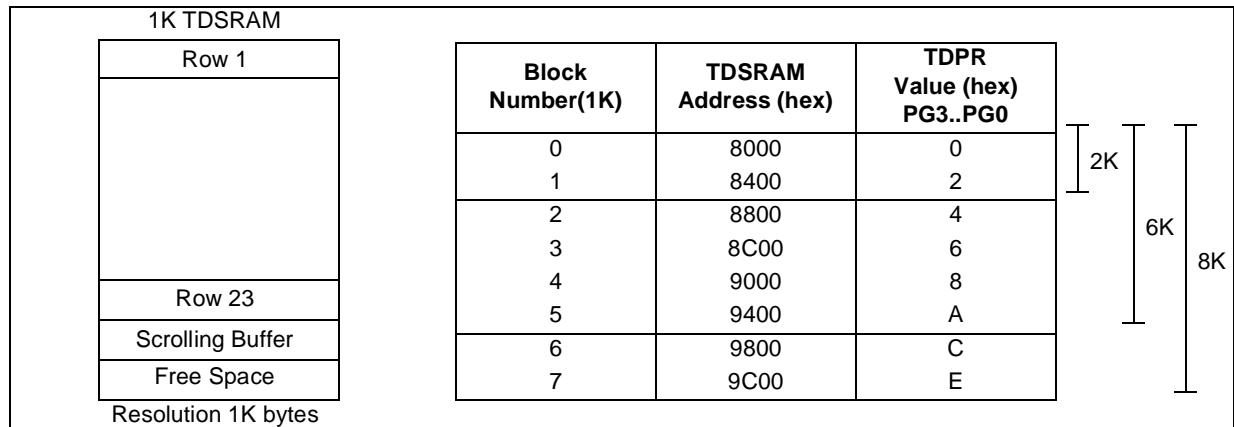 1K TDSRAM
Row 1
Row 23
Scrolling Buffer
Free Space
Resolution 1K bytes
Block Number(1K) TDSRAM Address (hex) TDPR Value (hex) PG3..PG0
0 8000 0
1 8400 2
2 8800 4
3 8C00 6
4 9000 8
5 9400 A
6 9800 C
7 9C00 E
2K
6K
8K